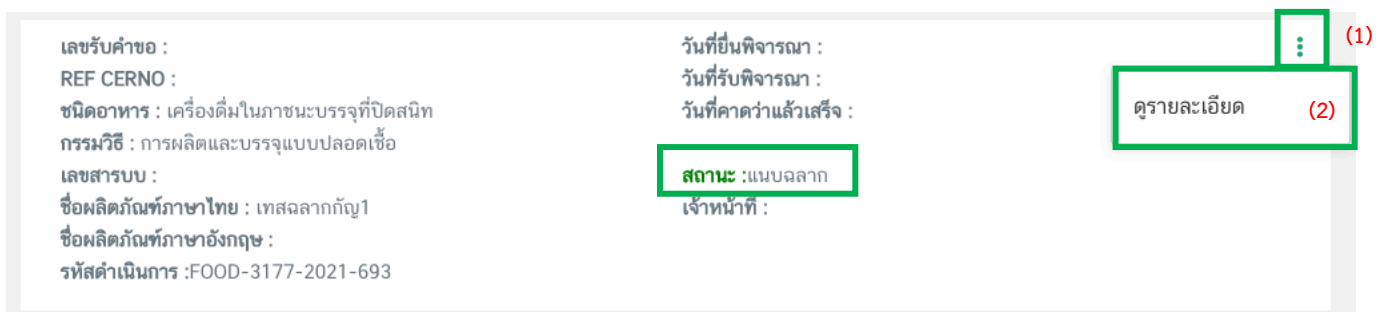 เลขรับคำขอ :
REF CERNO :
ชนิดอาหาร : เครื่องดื่มในภาชนะบรรจุที่ปิดสนิท
กรรมวิธี : การผลิตและบรรจุแบบปลอดเชื้อ
เลขสารบบ :
ชื่อผลิตภัณฑ์ภาษาไทย : เทสฉลากกัญ1
ชื่อผลิตภัณฑ์ภาษาอังกฤษ :
รหัสดำเนินการ :FOOD-3177-2021-693
วันที่ยื่นพิจารณา :
วันที่รับพิจารณา :
วันที่คาดว่าแล้วเสร็จ :
สถานะ :แนบฉลาก
เจ้าหน้าที่ :
(1)
ดูรายละเอียด (2)